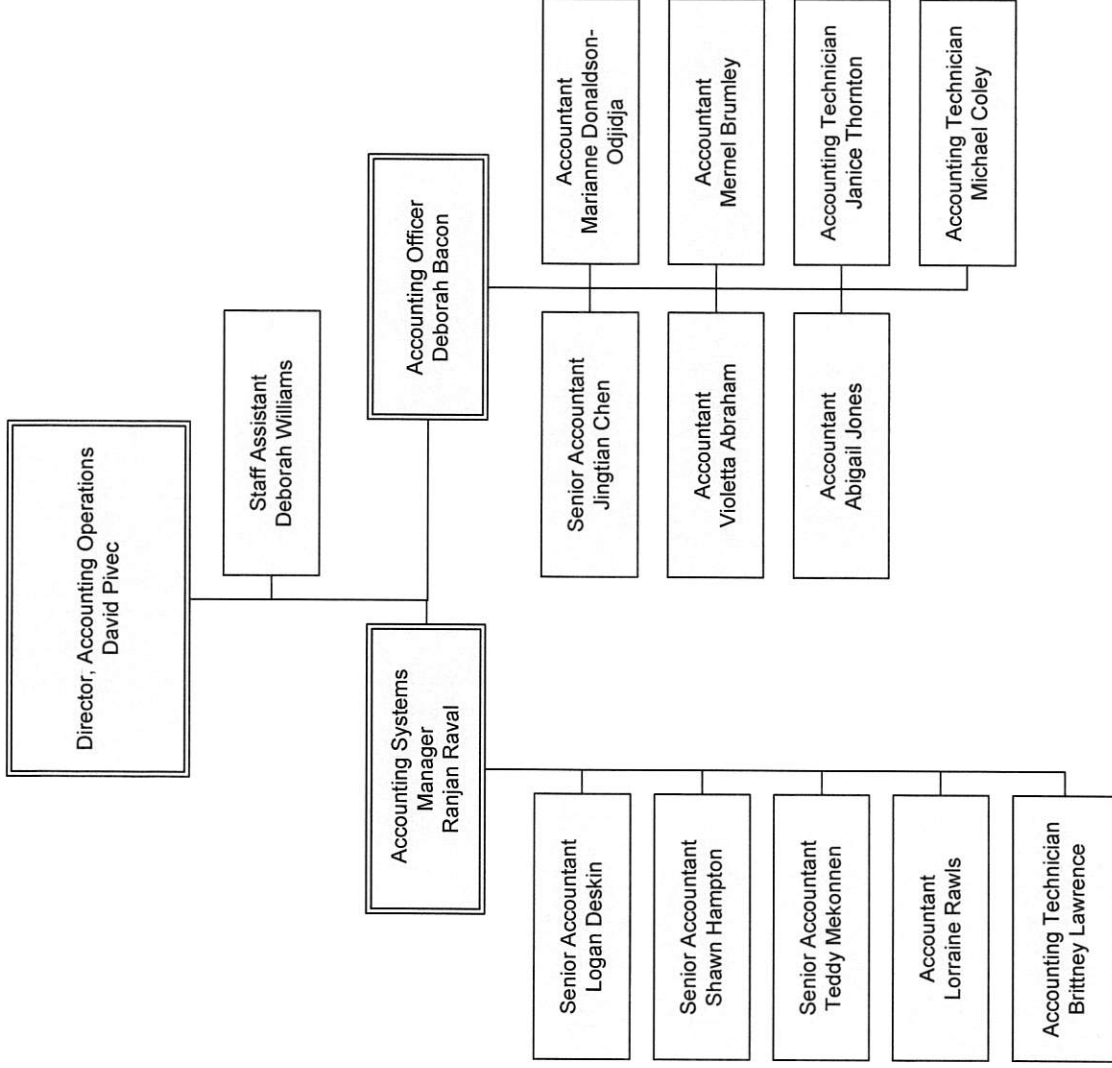 Director, Accounting Operations
David Pivec
Staff Assistant
Deborah Williams
Accounting Systems
Manager
Ranjan Raval
Accounting Officer
Deborah Bacon
Senior Accountant
Logan Deskin
Senior Accountant
Shawn Hampton
Senior Accountant
Teddy Mekonnen
Accountant
Lorraine Rawls
Accounting Technician
Brittney Lawrence
Senior Accountant
Jingtian Chen
Accountant
Marianne Donaldson-
Odjidja
Accountant
Violetta Abraham
Accountant
Mernel Brumley
Accountant
Abigail Jones
Accounting Technician
Janice Thornton
Accounting Technician
Michael Coley